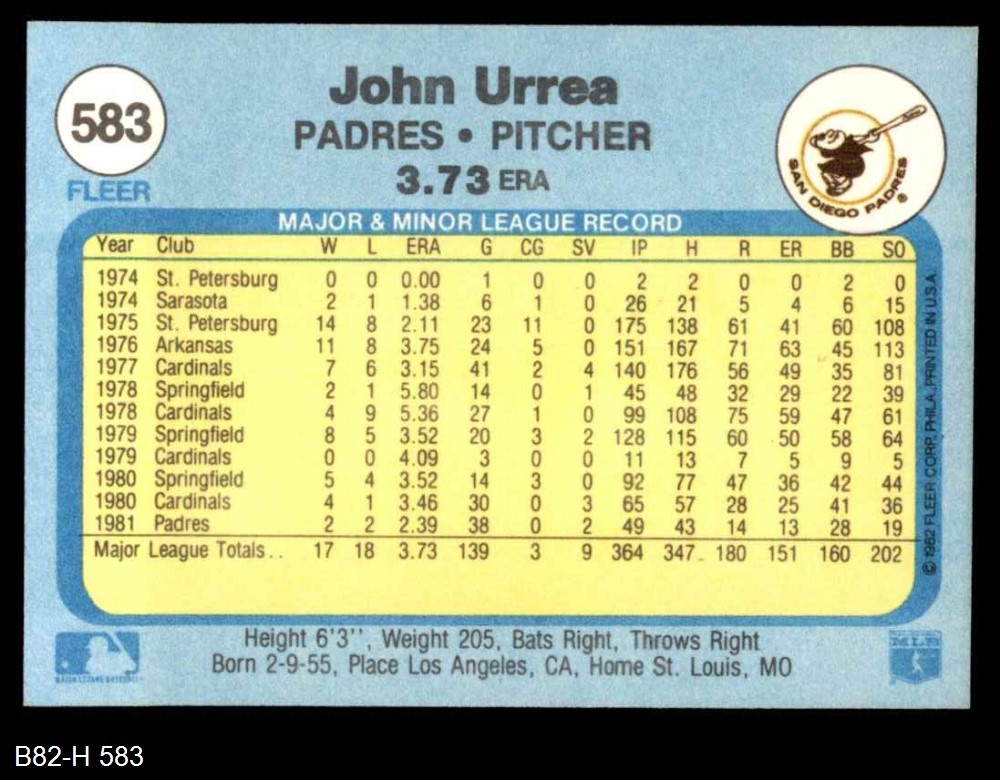 583
FLEER
John Urrea
PADRES • PITCHER
3.73 ERA
SAN DIEGO PADRES ®
MAJOR & MINOR LEAGUE RECORD
Year Club W L ERA G CG SV IP H R ER BB SO
1974 St. Petersburg 0 0 0.00 1 0 0 2 2 0 0 2 0
1974 Sarasota 2 1 1.38 6 1 0 26 21 5 4 6 15
1975 St. Petersburg 14 8 2.11 23 11 0 175 138 61 41 60 108
1976 Arkansas 11 8 3.75 24 5 0 151 167 71 63 45 113
1977 Cardinals 7 6 3.15 41 2 4 140 176 56 49 35 81
1978 Springfield 2 1 5.80 14 0 1 45 48 32 29 22 39
1978 Cardinals 4 9 5.36 27 1 0 99 108 75 59 47 61
1979 Springfield 8 5 3.52 20 3 2 128 115 60 50 58 64
1979 Cardinals 0 0 4.09 3 0 0 11 13 7 5 9 5
1980 Springfield 5 4 3.52 14 3 0 92 77 47 36 42 44
1980 Cardinals 4 1 3.46 30 0 3 65 57 28 25 41 36
1981 Padres 2 2 2.39 38 0 2 49 43 14 13 28 19
Major League Totals.. 17 18 3.73 139 3 9 364 347 180 151 160 202
© 1982 FLEER CORP. PHILA. PRINTED IN U.S.A.
Height 6'3'', Weight 205, Bats Right, Throws Right
Born 2-9-55, Place Los Angeles, CA, Home St. Louis, MO
MAJOR LEAGUE BASEBALL
MLB
B82-H 583